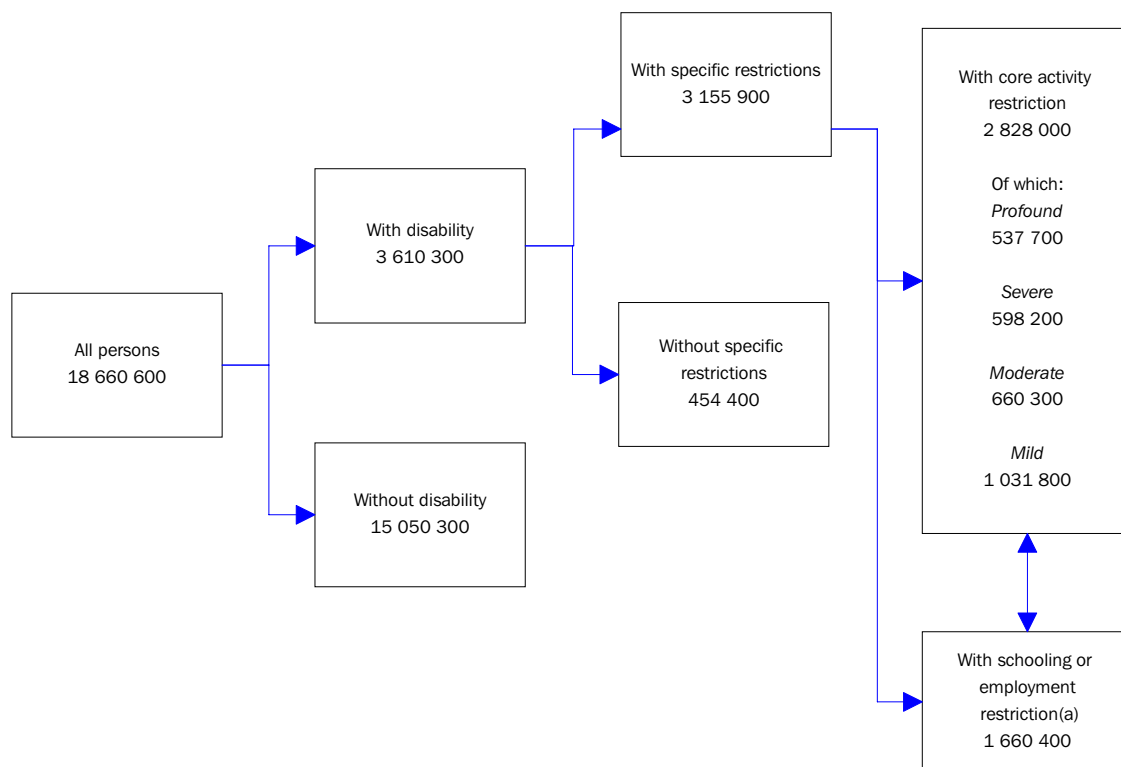 All persons
18 660 600
With disability
3 610 300
Without disability
15 050 300
With specific restrictions
3 155 900
Without specific
restrictions
454 400
With core activity
restriction
2 828 000
Of which:
Profound
537 700
Severe
598 200
Moderate
660 300
Mild
1 031 800
With schooling or
employment
restriction(a)
1 660 400